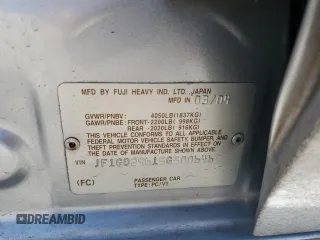 MFD BY FUJI HEAVY IND. LTD. JAPAN
MFD IN 03/04
GVWR/PNBV: 4050LB(1837KG)
GAWR/PNBE: FRONT-2200LB( 998KG)
REAR -2020LB( 916KG)
THIS VEHICLE CONFORMS TO ALL APPLICABLE
FEDERAL MOTOR VEHICLE SAFETY, BUMPER, AND
THEFT PREVENTION STANDARDS IN EFFECT ON
THE DATE OF MANUFACTURE SHOWN ABOVE.
VIN
(FC) PASSENGER CAR
TYPE:PC/VT
DIAMOBID